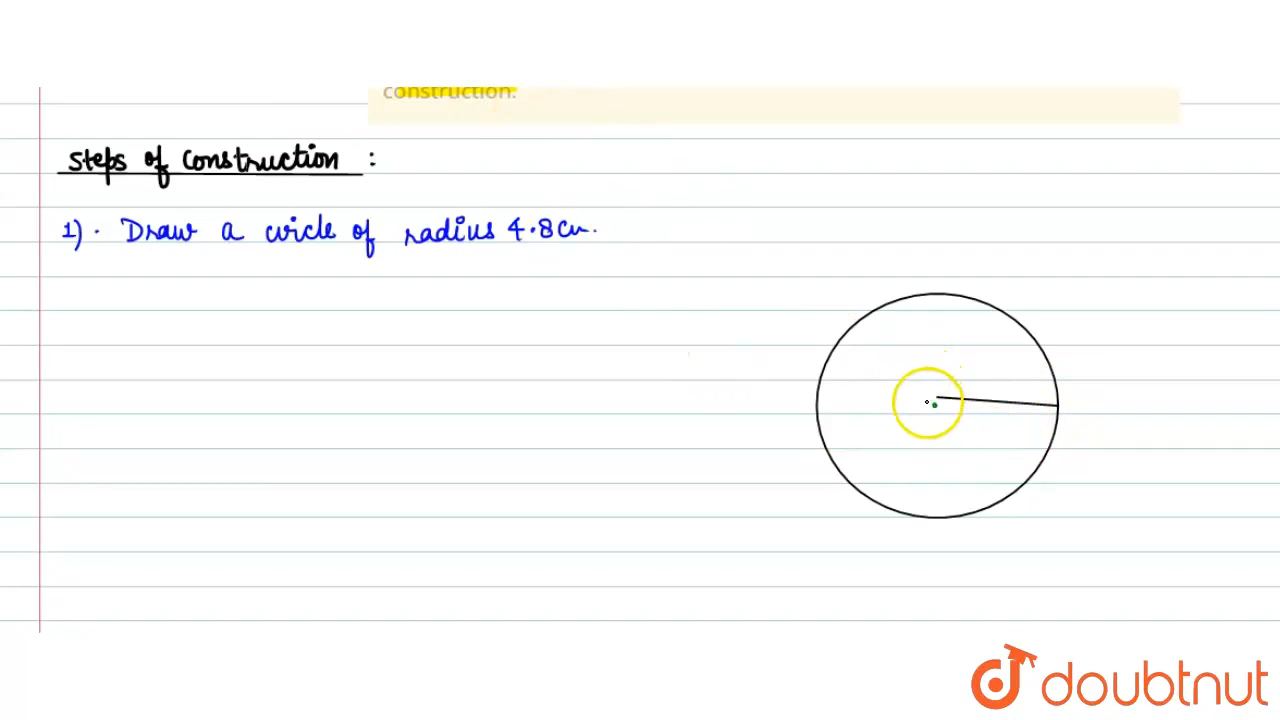 construction.
Steps of construction :
1). Draw a circle of radius 4.8cm.
doubtnut